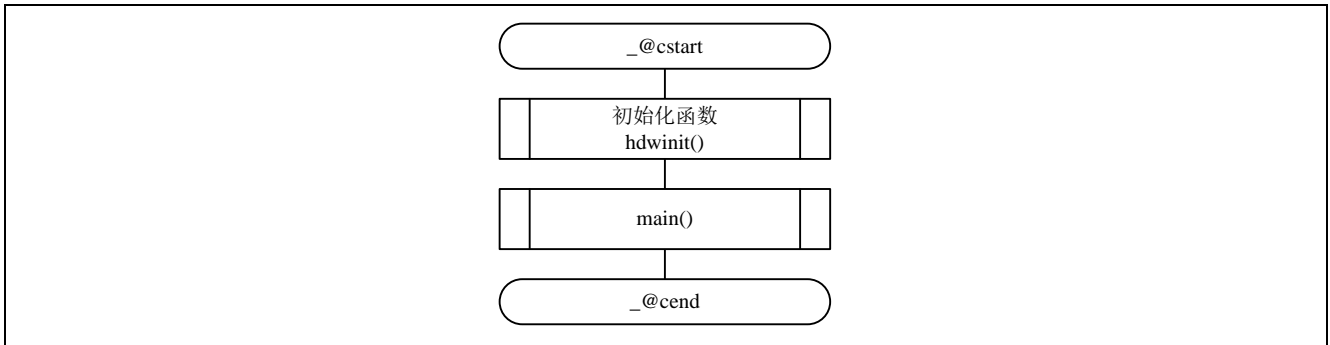 _@cstart
初始化函数
hdwinit()
main()
_@cend